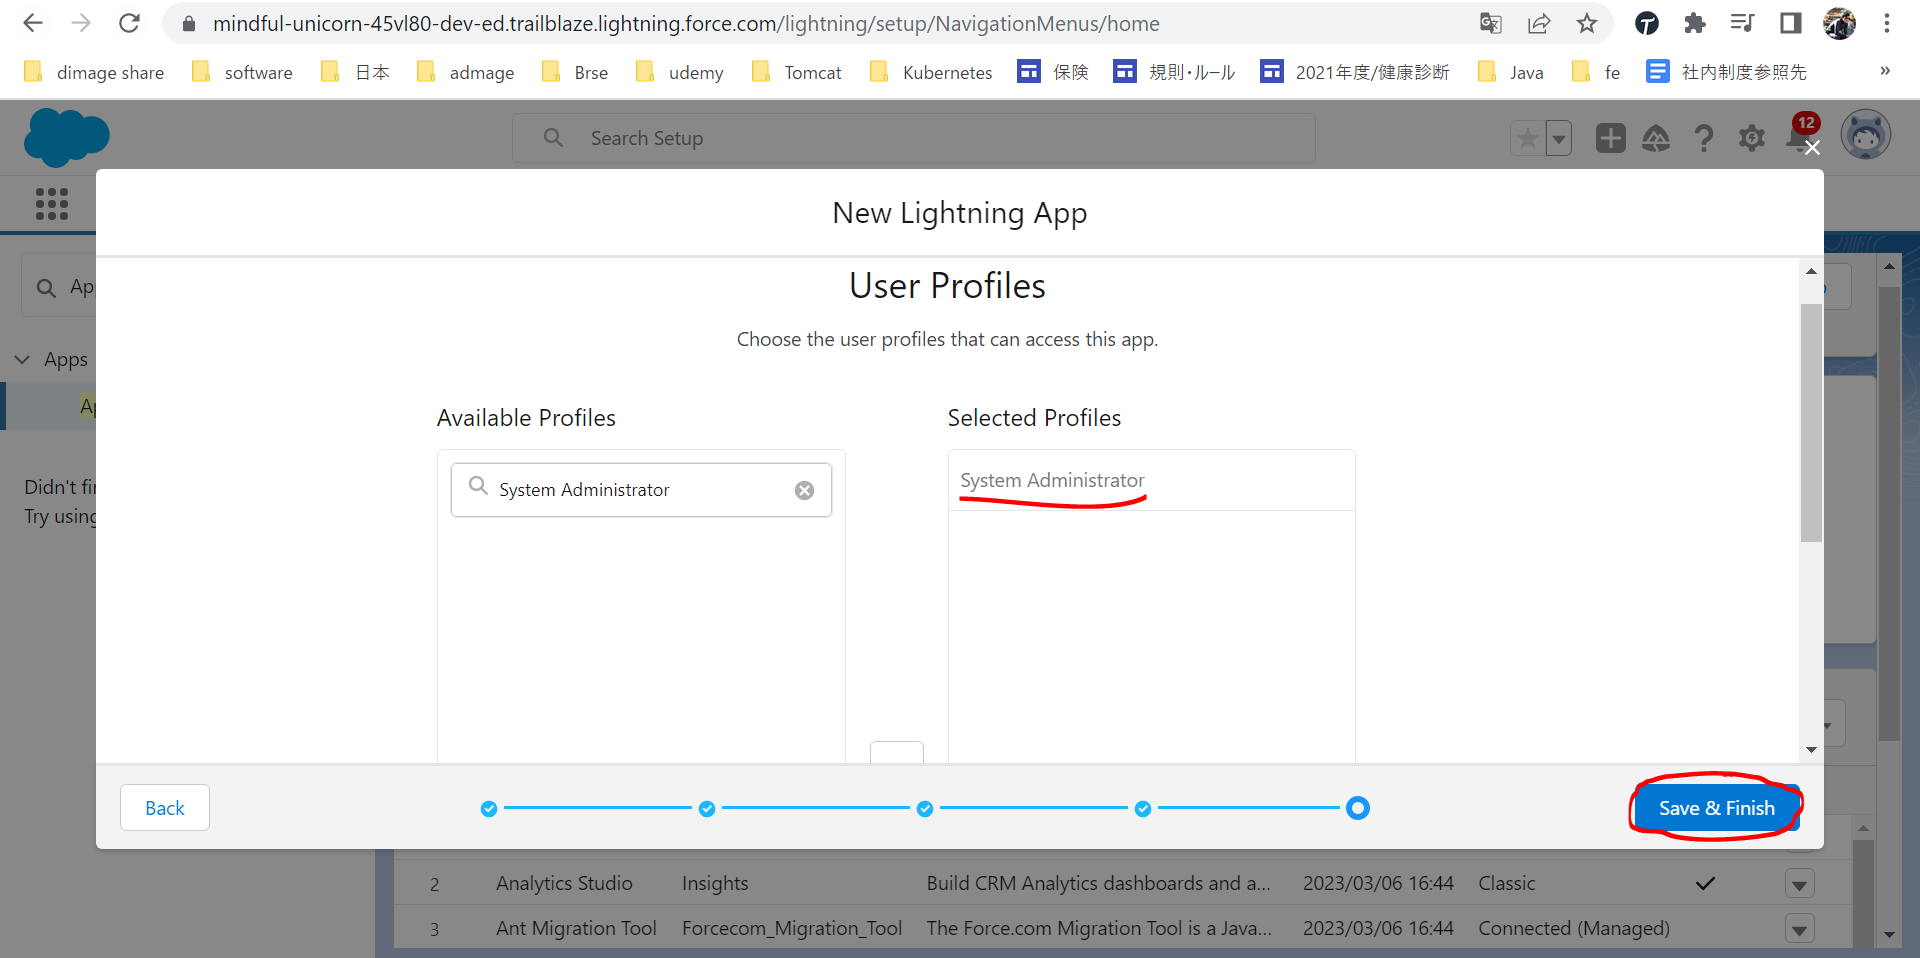 mindful-unicorn-45vl80-dev-ed.trailblaze.lightning.force.com/lightning/setup/NavigationMenus/home
dimage share software 日本 admage Brse udemy Tomcat Kubernetes 保険 規則・ルール 2021年度/健康診断 Java fe 社内制度参照先 »
Search Setup
12
New Lightning App
Ap
User Profiles
Choose the user profiles that can access this app.
Apps
Ap
Available Profiles Selected Profiles
System Administrator System Administrator
Didn't fi
Try using
Back Save & Finish
2 Analytics Studio Insights Build CRM Analytics dashboards and a... 2023/03/06 16:44 Classic
3 Ant Migration Tool Forcecom_Migration_Tool The Force.com Migration Tool is a Java... 2023/03/06 16:44 Connected (Managed)